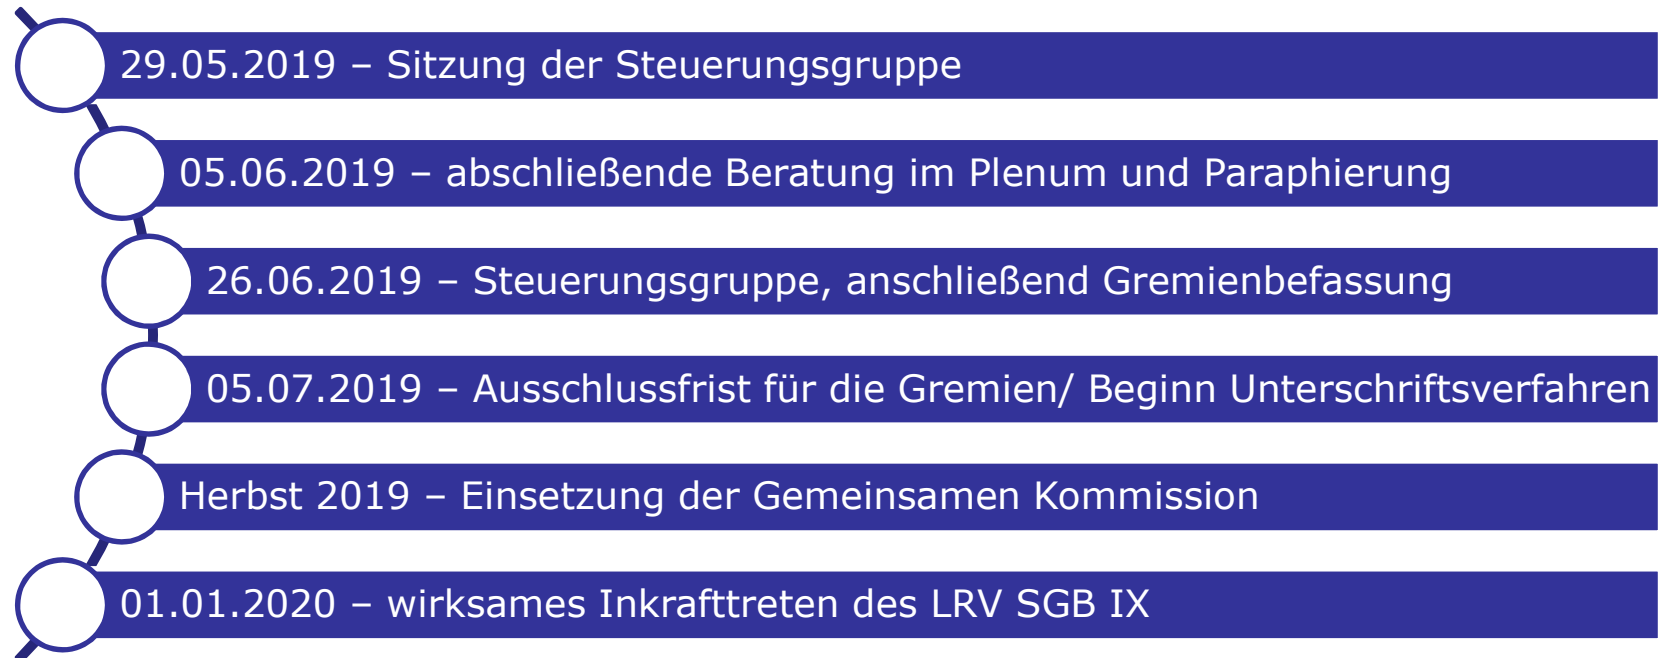 29.05.2019 – Sitzung der Steuerungsgruppe
05.06.2019 – abschließende Beratung im Plenum und Paraphierung
26.06.2019 – Steuerungsgruppe, anschließend Gremienbefassung
05.07.2019 – Ausschlussfrist für die Gremien/ Beginn Unterschriftsverfahren
Herbst 2019 – Einsetzung der Gemeinsamen Kommission
01.01.2020 – wirksames Inkrafttreten des LRV SGB IX